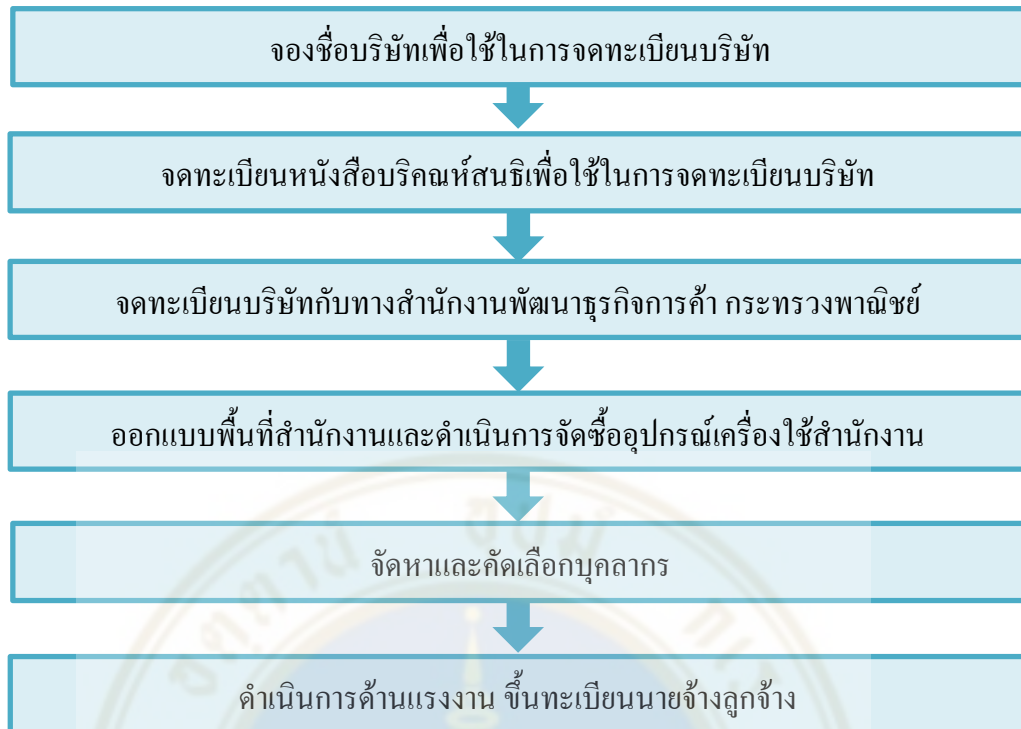 จองชื่อบริษัทเพื่อใช้ในการจดทะเบียนบริษัท
จดทะเบียนหนังสือบริคณห์สนธิเพื่อใช้ในการจดทะเบียนบริษัท
จดทะเบียนบริษัทกับทางสำนักงานพัฒนาธุรกิจการค้า กระทรวงพาณิชย์
ออกแบบพื้นที่สำนักงานและดำเนินการจัดซื้ออุปกรณ์เครื่องใช้สำนักงาน
จัดหาและคัดเลือกบุคลากร
ดำเนินการด้านแรงงาน ขึ้นทะเบียนนายจ้างลูกจ้าง